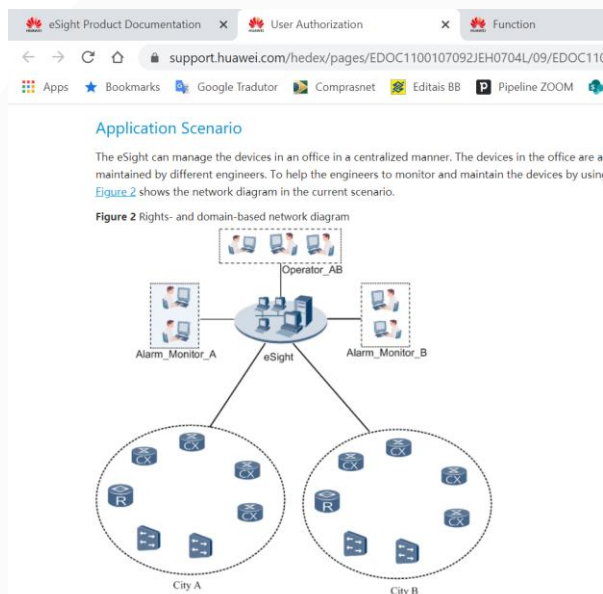 eSight Product Documentation
User Authorization
Function
support.huawei.com/hedex/pages/EDOC1100107092JEH0704L/09/EDOC110
Apps
Bookmarks
Google Tradutor
Comprasnet
Editais BB
Pipeline ZOOM
Application Scenario
The eSight can manage the devices in an office in a centralized manner. The devices in the office are a
maintained by different engineers. To help the engineers to monitor and maintain the devices by using
Figure 2 shows the network diagram in the current scenario.
Figure 2 Rights- and domain-based network diagram
Operator_AB
Alarm_Monitor_A
eSight
Alarm_Monitor_B
CX
CX
CX
CX
R
City A
CX
CX
CX
CX
R
City B